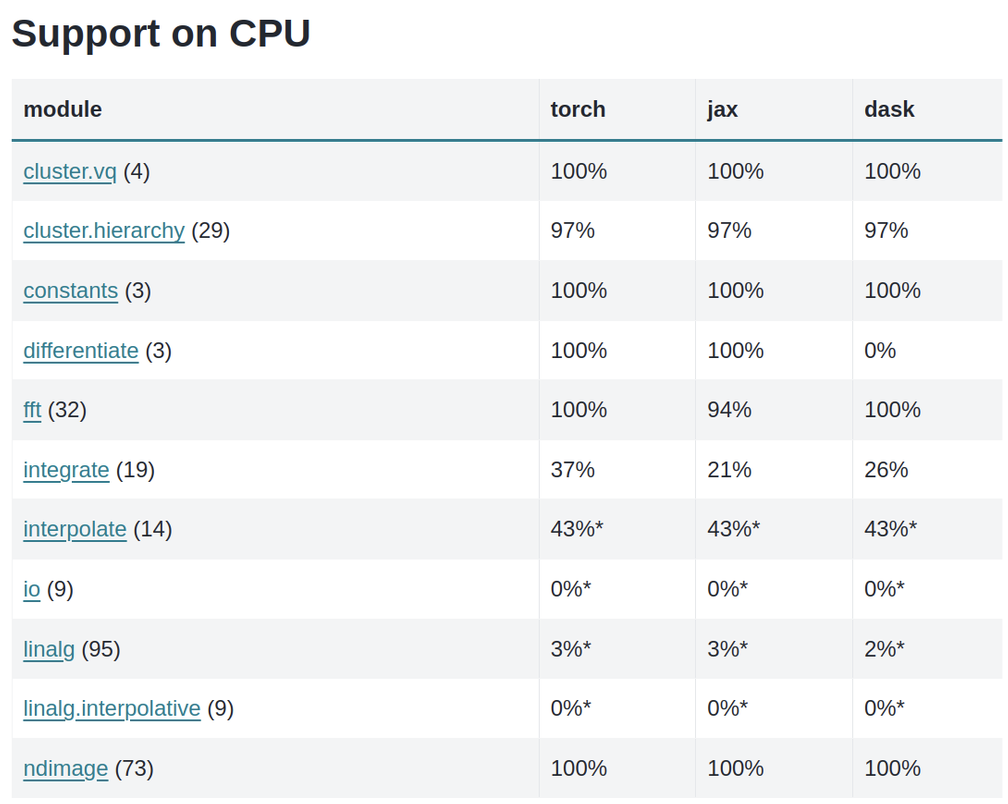 Support on CPU
module torch jax dask
cluster.vq (4) 100% 100% 100%
cluster.hierarchy (29) 97% 97% 97%
constants (3) 100% 100% 100%
differentiate (3) 100% 100% 0%
fft (32) 100% 94% 100%
integrate (19) 37% 21% 26%
interpolate (14) 43%* 43%* 43%*
io (9) 0%* 0%* 0%*
linalg (95) 3%* 3%* 2%*
linalg.interpolative (9) 0%* 0%* 0%*
ndimage (73) 100% 100% 100%